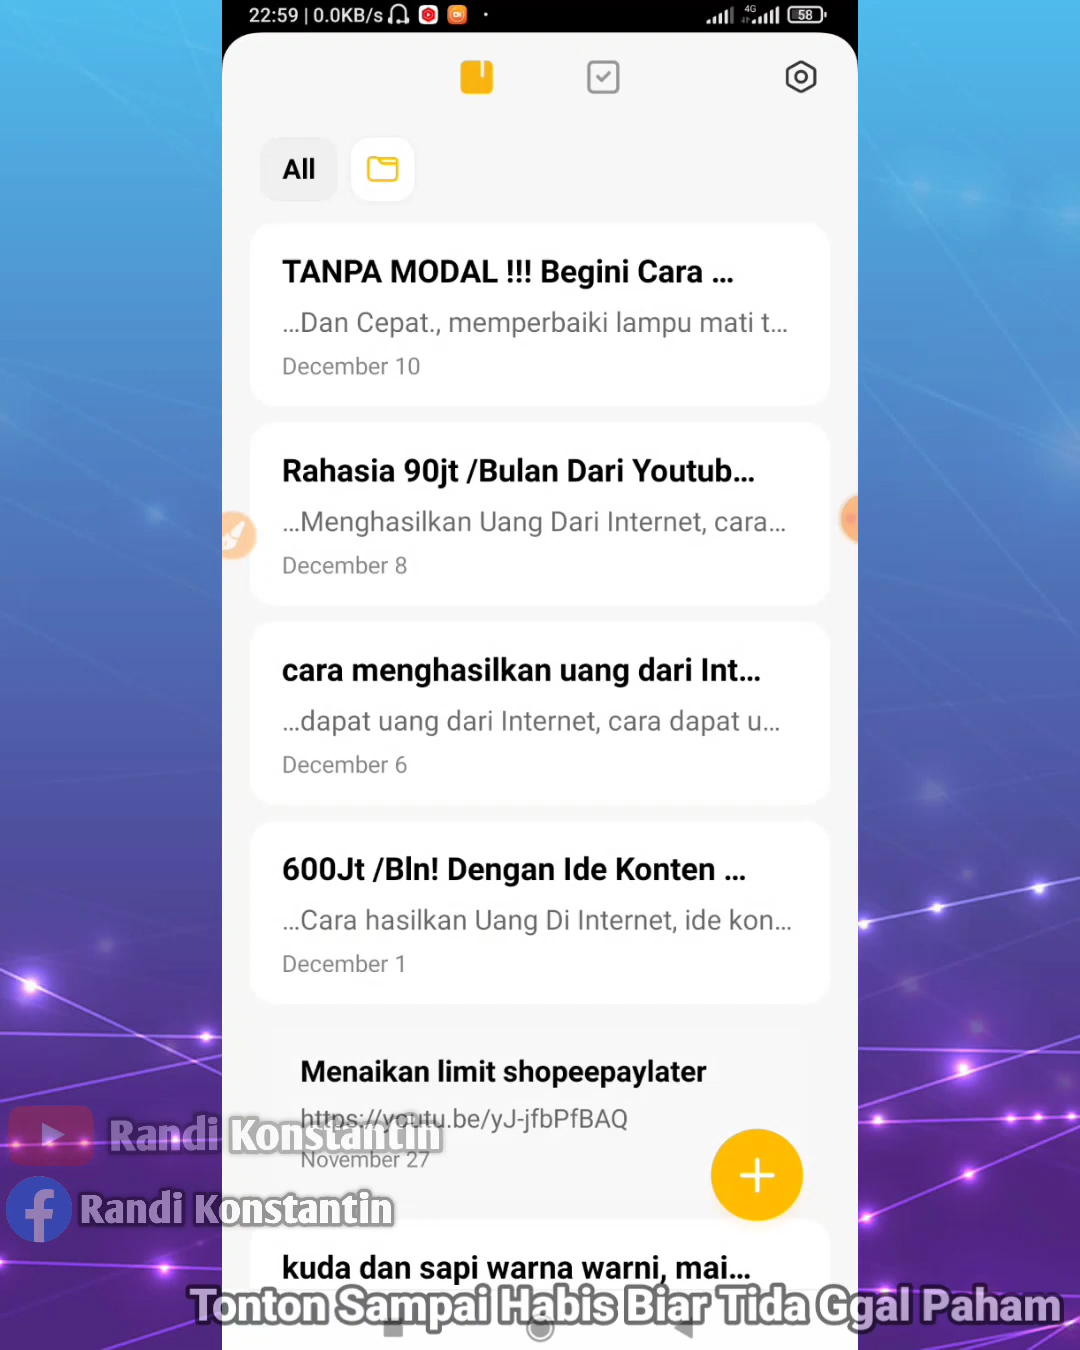 22:59 | 0.0KB/s
4G
58
All
TANPA MODAL !!! Begini Cara ...
...Dan Cepat., memperbaiki lampu mati t...
December 10
Rahasia 90jt /Bulan Dari Youtub...
...Menghasilkan Uang Dari Internet, cara...
December 8
cara menghasilkan uang dari Int...
...dapat uang dari Internet, cara dapat u...
December 6
600Jt /Bln! Dengan Ide Konten ...
...Cara hasilkan Uang Di Internet, ide kon...
December 1
Menaikan limit shopeepaylater
https://youtu.be/yJ-jfbPfBAQ
Randi Konstantin
November 27
Randi Konstantin
kuda dan sapi warna warni, mai...
Tonton Sampai Habis Biar Tida Ggal Paham